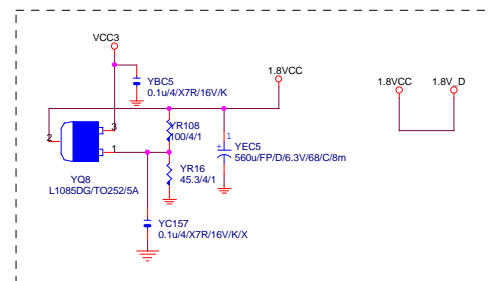 VCC3
YBC5
0.1u/4/X7R/16V/K
1.8VCC
1.8VCC 1.8V_D
2
3
1
YR108
100/4/1
1
+
YEC5
560u/FP/D/6.3V/68/C/8m
YQ8
L1085DG/TO252/5A
YR16
45.3/4/1
YC157
0.1u/4/X7R/16V/K/X